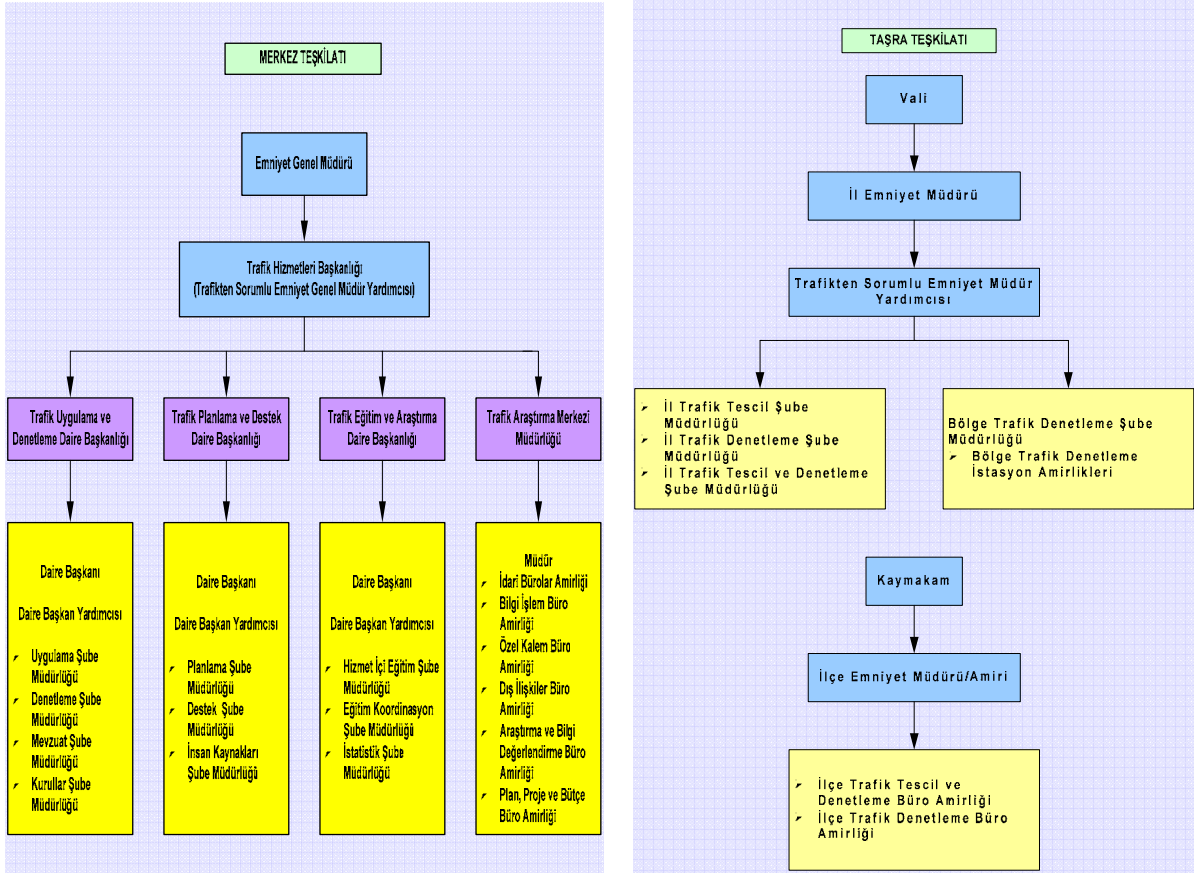 MERKEZ TEŞKİLATI
Emniyet Genel Müdürü
Trafik Hizmetleri Başkanlığı
(Trafikten Sorumlu Emniyet Genel Müdür Yardımcısı)
Trafik Uygulama ve
Denetleme Daire Başkanlığı
Trafik Planlama ve Destek
Daire Başkanlığı
Trafik Eğitim ve Araştırma
Daire Başkanlığı
Trafik Araştırma Merkezi
Müdürlüğü
Daire Başkanı
Daire Başkan Yardımcısı
Uygulama Şube
Müdürlüğü
Denetleme Şube
Müdürlüğü
Mevzuat Şube
Müdürlüğü
Kurullar Şube
Müdürlüğü
Daire Başkanı
Daire Başkan Yardımcısı
Planlama Şube
Müdürlüğü
Destek Şube
Müdürlüğü
İnsan Kaynakları
Şube Müdürlüğü
Daire Başkanı
Daire Başkan Yardımcısı
Hizmet İçi Eğitim Şube
Müdürlüğü
Eğitim Koordinasyon
Şube Müdürlüğü
İstatistik Şube
Müdürlüğü
Müdür
İdari Bürolar Amirliği
Bilgi İşlem Büro
Amirliği
Özel Kalem Büro
Amirliği
Dış İlişkiler Büro
Amirliği
Araştırma ve Bilgi
Değerlendirme Büro
Amirliği
Plan, Proje ve Bütçe
Büro Amirliği
TAŞRA TEŞKİLATI
Vali
İl Emniyet Müdürü
Trafikten Sorumlu Emniyet Müdür
Yardımcısı
İl Trafik Tescil Şube
Müdürlüğü
İl Trafik Denetleme Şube
Müdürlüğü
İl Trafik Tescil ve Denetleme
Şube Müdürlüğü
Bölge Trafik Denetleme Şube
Müdürlüğü
Bölge Trafik Denetleme
İstasyon Amirlikleri
Kaymakam
İlçe Emniyet Müdürü/Amiri
İlçe Trafik Tescil ve
Denetleme Büro Amirliği
İlçe Trafik Denetleme Büro
Amirliği